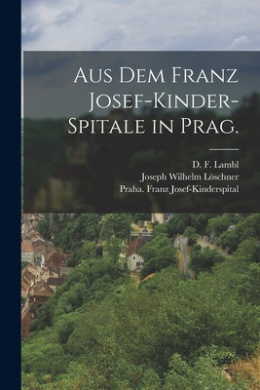 Aus Dem Franz
Josef-Kinder-
Spitale in Prag.
D. F. Lambl
Joseph Wilhelm Löschner
Praha. Franz Josef-Kinderspital